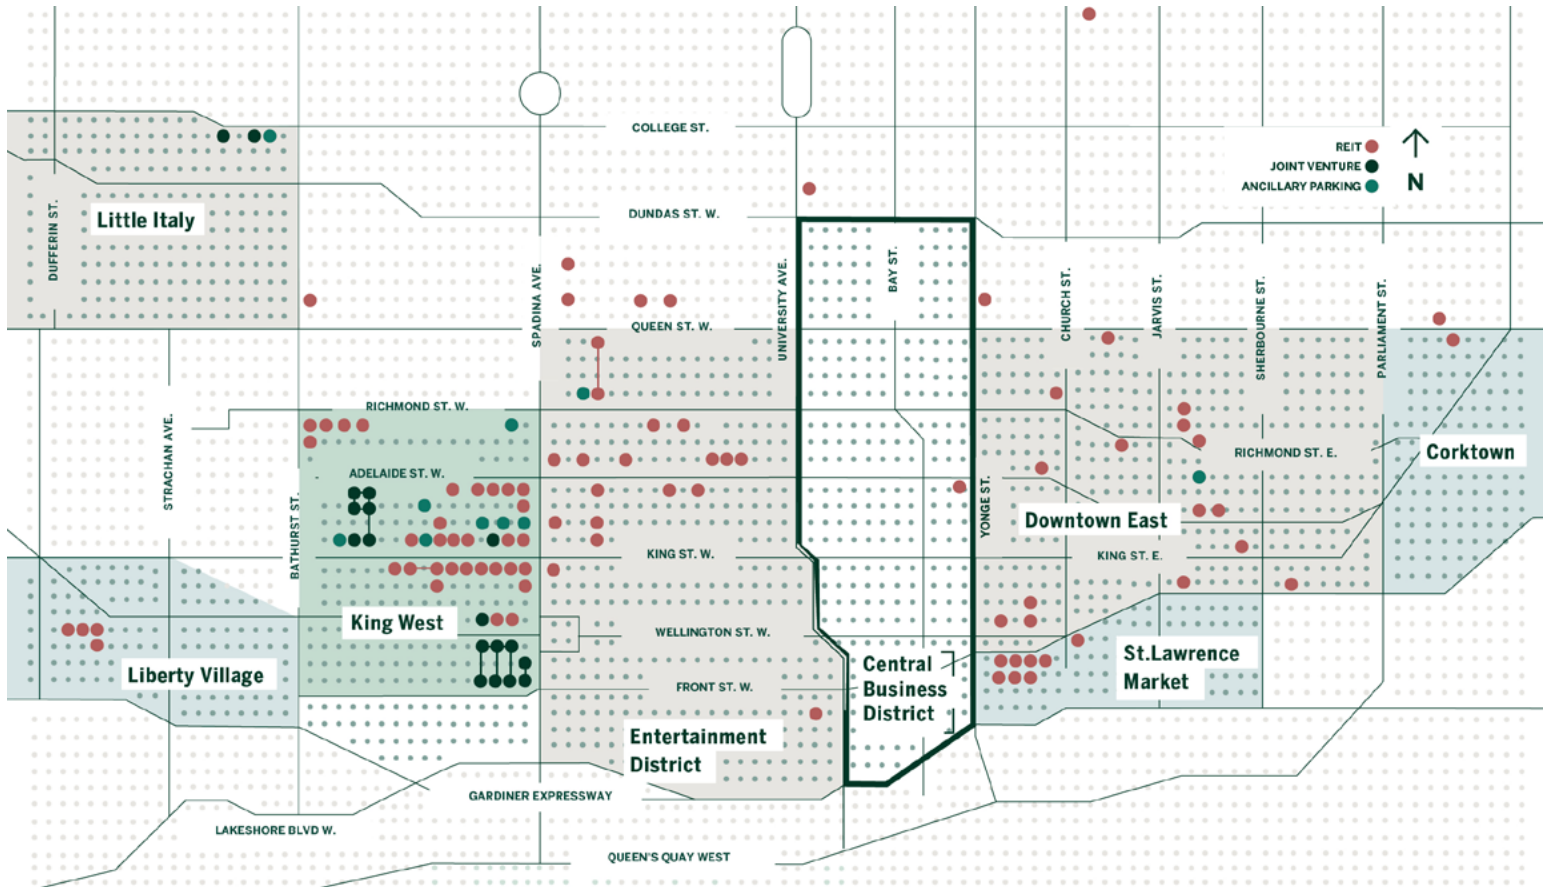 COLLEGE ST.
REIT
JOINT VENTURE
ANCILLARY PARKING
N
DUFFERIN ST.
Little Italy
DUNDAS ST. W.
SPADINA AVE.
UNIVERSITY AVE.
BAY ST.
CHURCH ST.
JARVIS ST.
SHERBOURNE ST.
PARLIAMENT ST.
QUEEN ST. W.
RICHMOND ST. W.
STRACHAN AVE.
ADELAIDE ST. W.
BATHURST ST.
YONGE ST.
RICHMOND ST. E.
Corktown
Downtown East
KING ST. W.
KING ST. E.
King West
WELLINGTON ST. W.
Liberty Village
FRONT ST. W.
Central
Business
District
St.Lawrence
Market
Entertainment
District
GARDINER EXPRESSWAY
LAKESHORE BLVD W.
QUEEN'S QUAY WEST